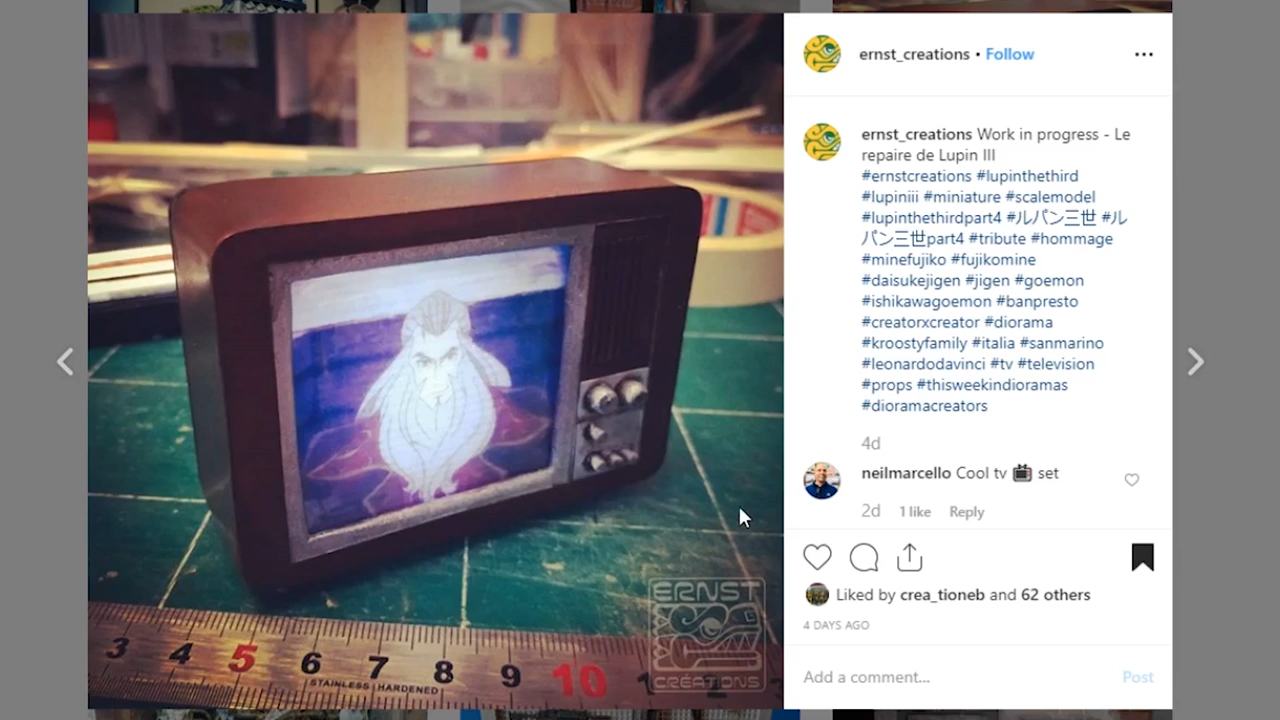 ernst_creations • Follow
ernst_creations Work in progress - Le
repaire de Lupin III
#ernstcreations #lupinthethird
#lupiniii #miniature #scalemodel
#lupinthethirdpart4 #ルパン三世 #ル
パン三世part4 #tribute #hommage
#minefujiko #fujikomine
#daisukejigen #jigen #goemon
#ishikawagoemon #banpresto
#creatorxcreator #diorama
#kroostyfamily #italia #sanmarino
#leonardodavinci #tv #television
#props #thisweekindioramas
#dioramacreators
4d
neilmarcello Cool tv 📺 set
2d 1 like Reply
Liked by crea_tioneb and 62 others
4 DAYS AGO
Add a comment... Post
ERNST
CRÉATIONS
3 4 5 6 7 8 9 10
STAINLESS HARDENED